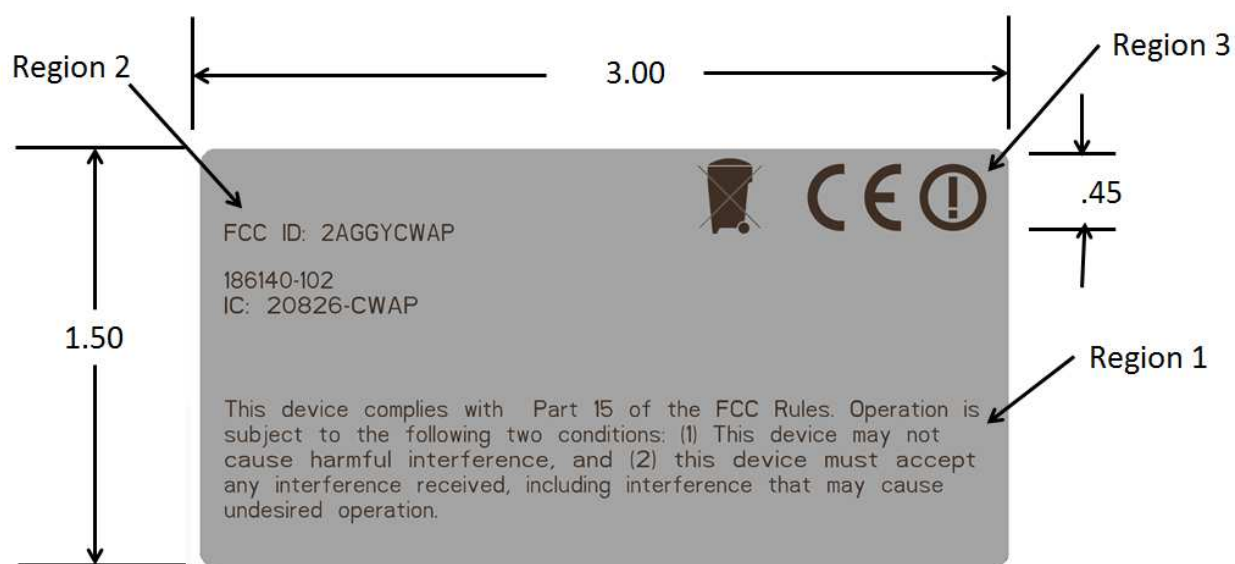 Region 2
3.00
Region 3
.45
FCC ID: 2AGGYCWAP
186140-102
IC: 20826-CWAP
1.50
Region 1
This device complies with Part 15 of the FCC Rules. Operation is
subject to the following two conditions: (1) This device may not
cause harmful interference, and (2) this device must accept
any interference received, including interference that may cause
undesired operation.
CE